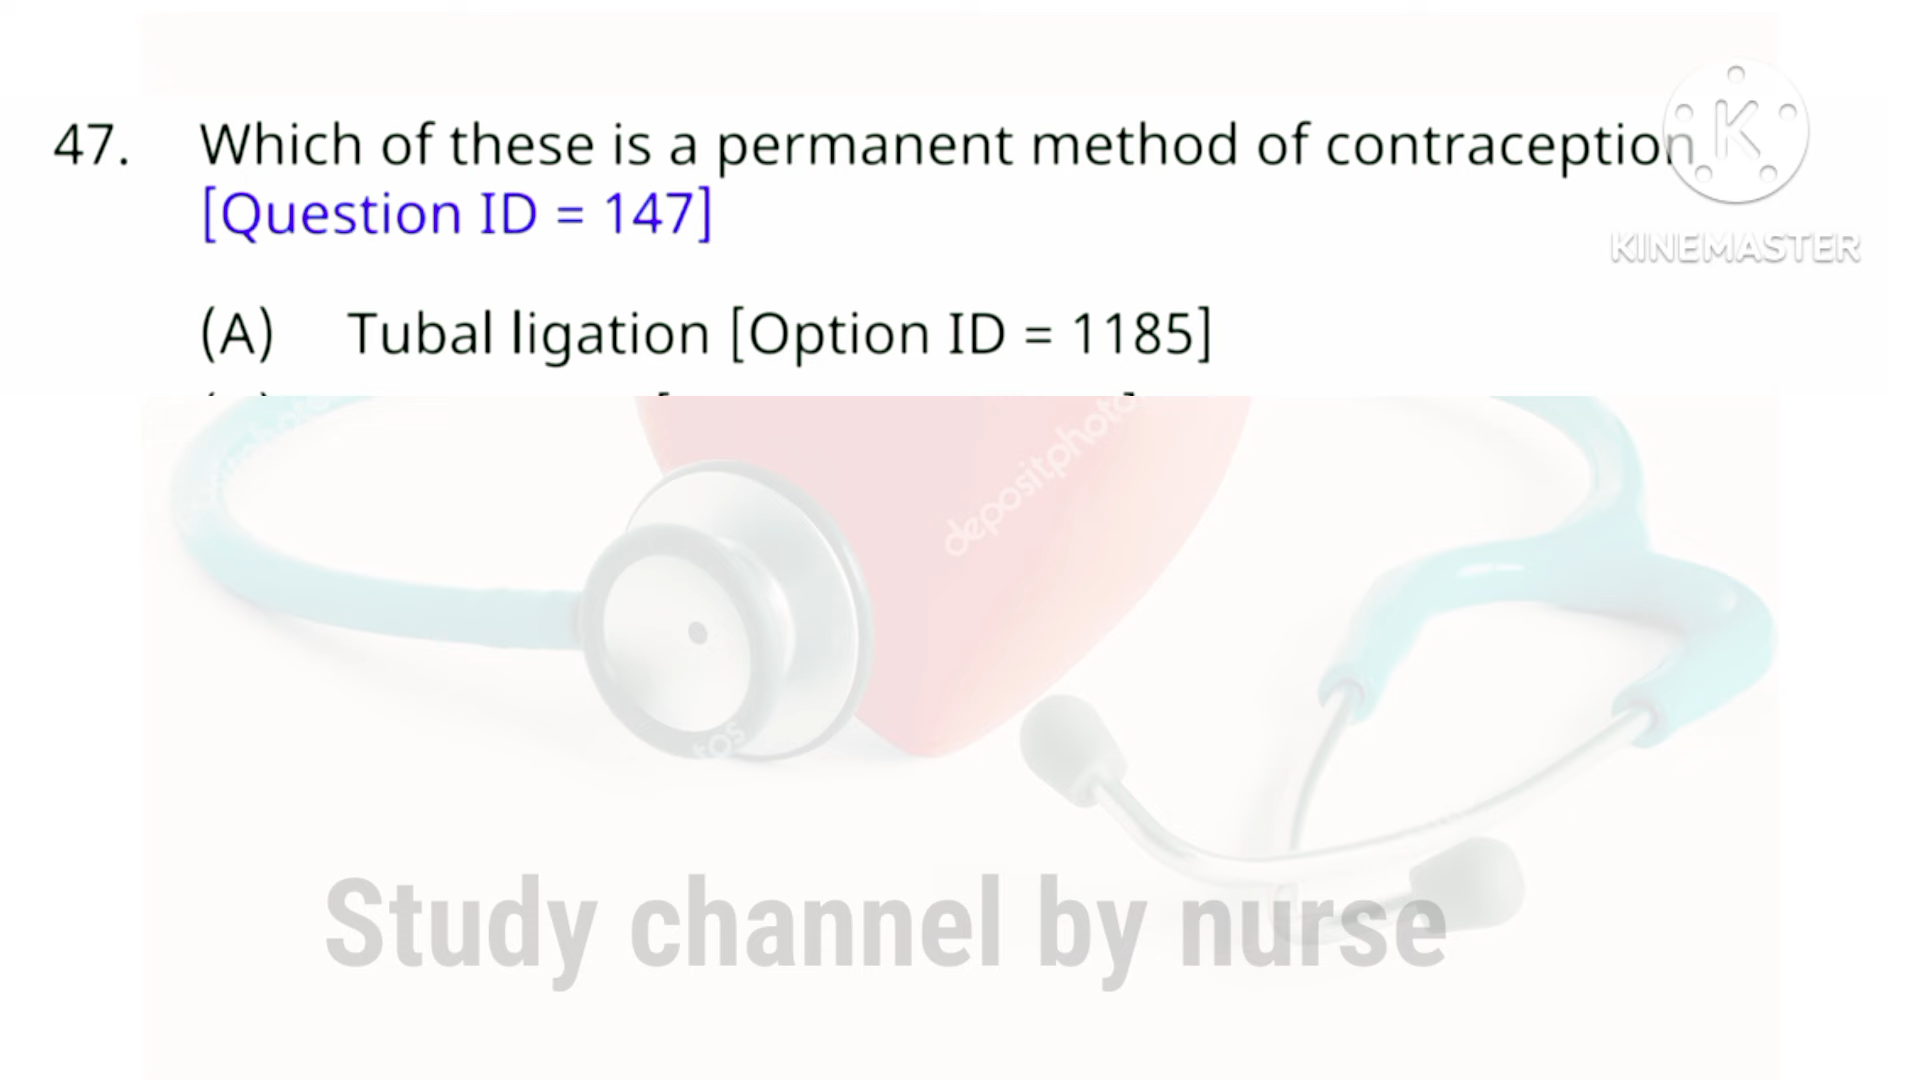 47. Which of these is a permanent method of contraception
[Question ID = 147]
KINEMASTER
(A) Tubal ligation [Option ID = 1185]
depositphotos
tos
Study channel by nurse